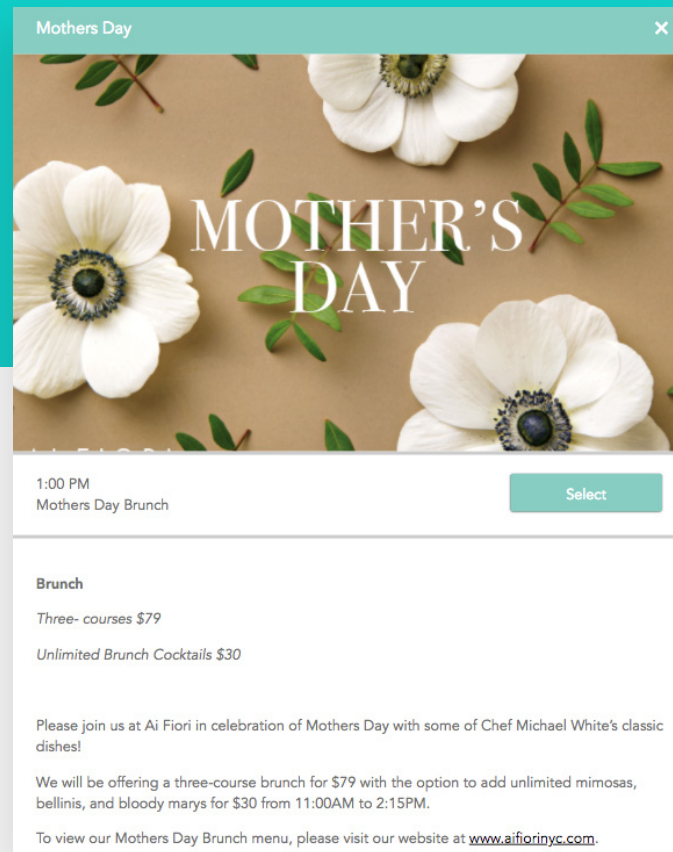 Mothers Day
MOTHER'S
DAY
1:00 PM
Mothers Day Brunch
Select
Brunch
Three- courses $79
Unlimited Brunch Cocktails $30
Please join us at Ai Fiori in celebration of Mothers Day with some of Chef Michael White's classic
dishes!
We will be offering a three-course brunch for $79 with the option to add unlimited mimosas,
bellinis, and bloody marys for $30 from 11:00AM to 2:15PM.
To view our Mothers Day Brunch menu, please visit our website at www.aifiorinyc.com.